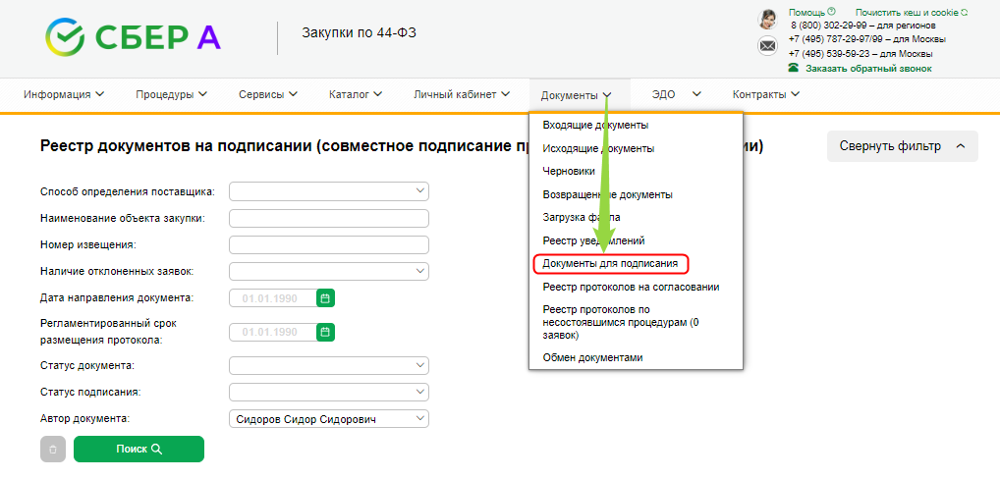 СБЕР А
Закупки по 44-ФЗ
Помощь
Почистить кеш и cookie
8 (800) 302-29-99 – для регионов
+7 (495) 787-29-97/99 – для Москвы
+7 (495) 539-59-23 – для Москвы
Заказать обратный звонок
Информация
Процедуры
Сервисы
Каталог
Личный кабинет
Документы
ЭДО
Контракты
Входящие документы
Исходящие документы
Черновики
Возвращенные документы
Загрузка файла
Реестр уведомлений
Документы для подписания
Реестр протоколов на согласовании
Реестр протоколов по
несостоявшимся процедурам (0
заявок)
Обмен документами
Реестр документов на подписании (совместное подписание
Свернуть фильтр
Способ определения поставщика:
Наименование объекта закупки:
Номер извещения:
Наличие отклоненных заявок:
Дата направления документа:
01.01.1990
Регламентированный срок
размещения протокола:
01.01.1990
Статус документа:
Статус подписания:
Автор документа:
Сидоров Сидор Сидорович
Поиск